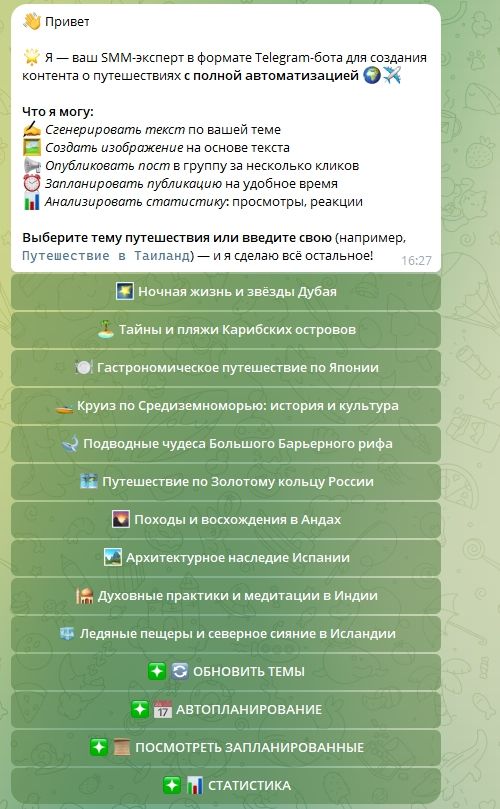 👋 Привет
🌟 Я — ваш SMM-эксперт в формате Telegram-бота для создания
контента о путешествиях с полной автоматизацией 🌍✈️
Что я могу:
✍️ Сгенерировать текст по вашей теме
🖼 Создать изображение на основе текста
📢 Опубликовать пост в группу за несколько кликов
⏰ Запланировать публикацию на удобное время
📊 Анализировать статистику: просмотры, реакции
Выберите тему путешествия или введите свою (например,
Путешествие в Таиланд) — и я сделаю всё остальное!
16:27
🌠 Ночная жизнь и звёзды Дубая
🏝 Тайны и пляжи Карибских островов
🍽 Гастрономическое путешествие по Японии
🚤 Круиз по Средиземноморью: история и культура
🤿 Подводные чудеса Большого Барьерного рифа
Путешествие по Золотому кольцу России
🌄 Походы и восхождения в Андах
🏞 Архитектурное наследие Испании
🕌 Духовные практики и медитации в Индии
🧊 Ледяные пещеры и северное сияние в Исландии
🔄 ОБНОВИТЬ ТЕМЫ
📅 АВТОПЛАНИРОВАНИЕ
📜 ПОСМОТРЕТЬ ЗАПЛАНИРОВАННЫЕ
📊 СТАТИСТИКА